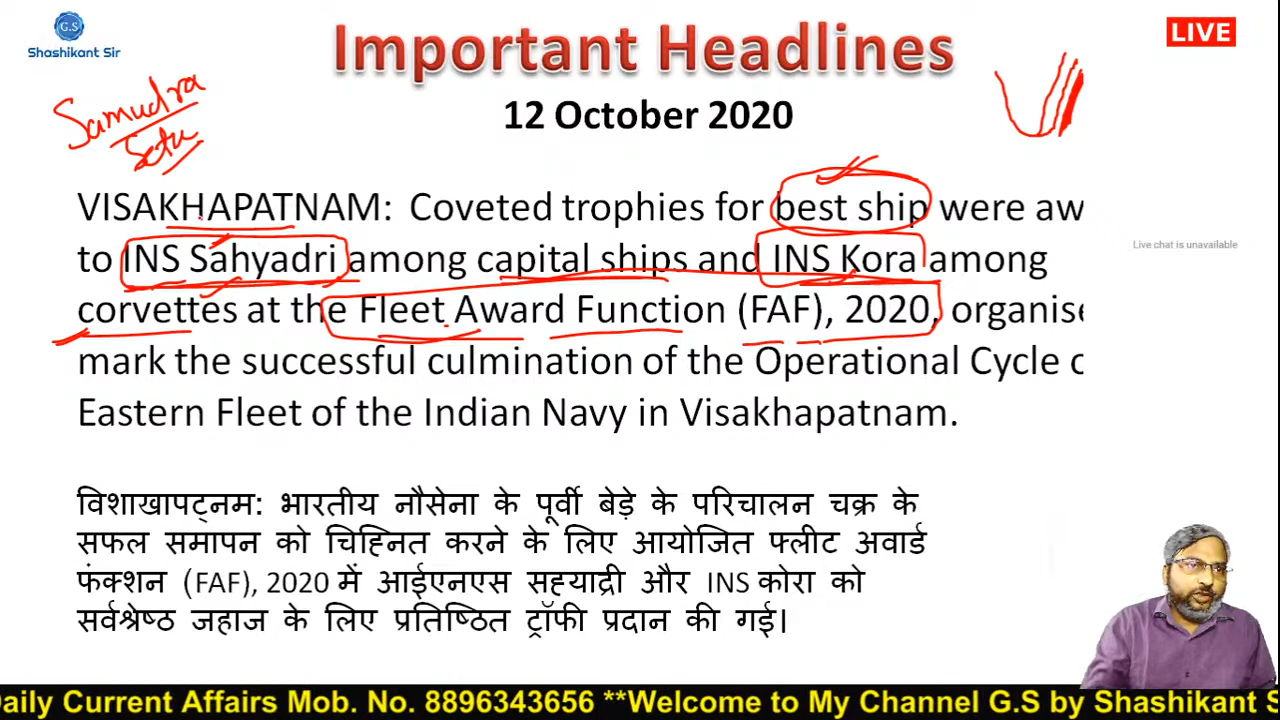 G.S
Shashikant Sir
Important Headlines
LIVE
12 October 2020
Samudra
Setu
VISAKHAPATNAM: Coveted trophies for best ship were aw
Live chat is unavailable
to INS Sahyadri among capital ships and INS Kora among
corvettes at the Fleet Award Function (FAF), 2020, organise
mark the successful culmination of the Operational Cycle o
Eastern Fleet of the Indian Navy in Visakhapatnam.
विशाखापट्नम: भारतीय नौसेना के पूर्वी बेड़े के परिचालन चक्र के
सफल समापन को चिह्नित करने के लिए आयोजित फ्लीट अवार्ड
फंक्शन (FAF), 2020 में आईएनएस सह्याद्री और INS कोरा को
सर्वश्रेष्ठ जहाज के लिए प्रतिष्ठित ट्रॉफी प्रदान की गई।
Daily Current Affairs Mob. No. 8896343656 **Welcome to My Channel G.S by Shashikant S